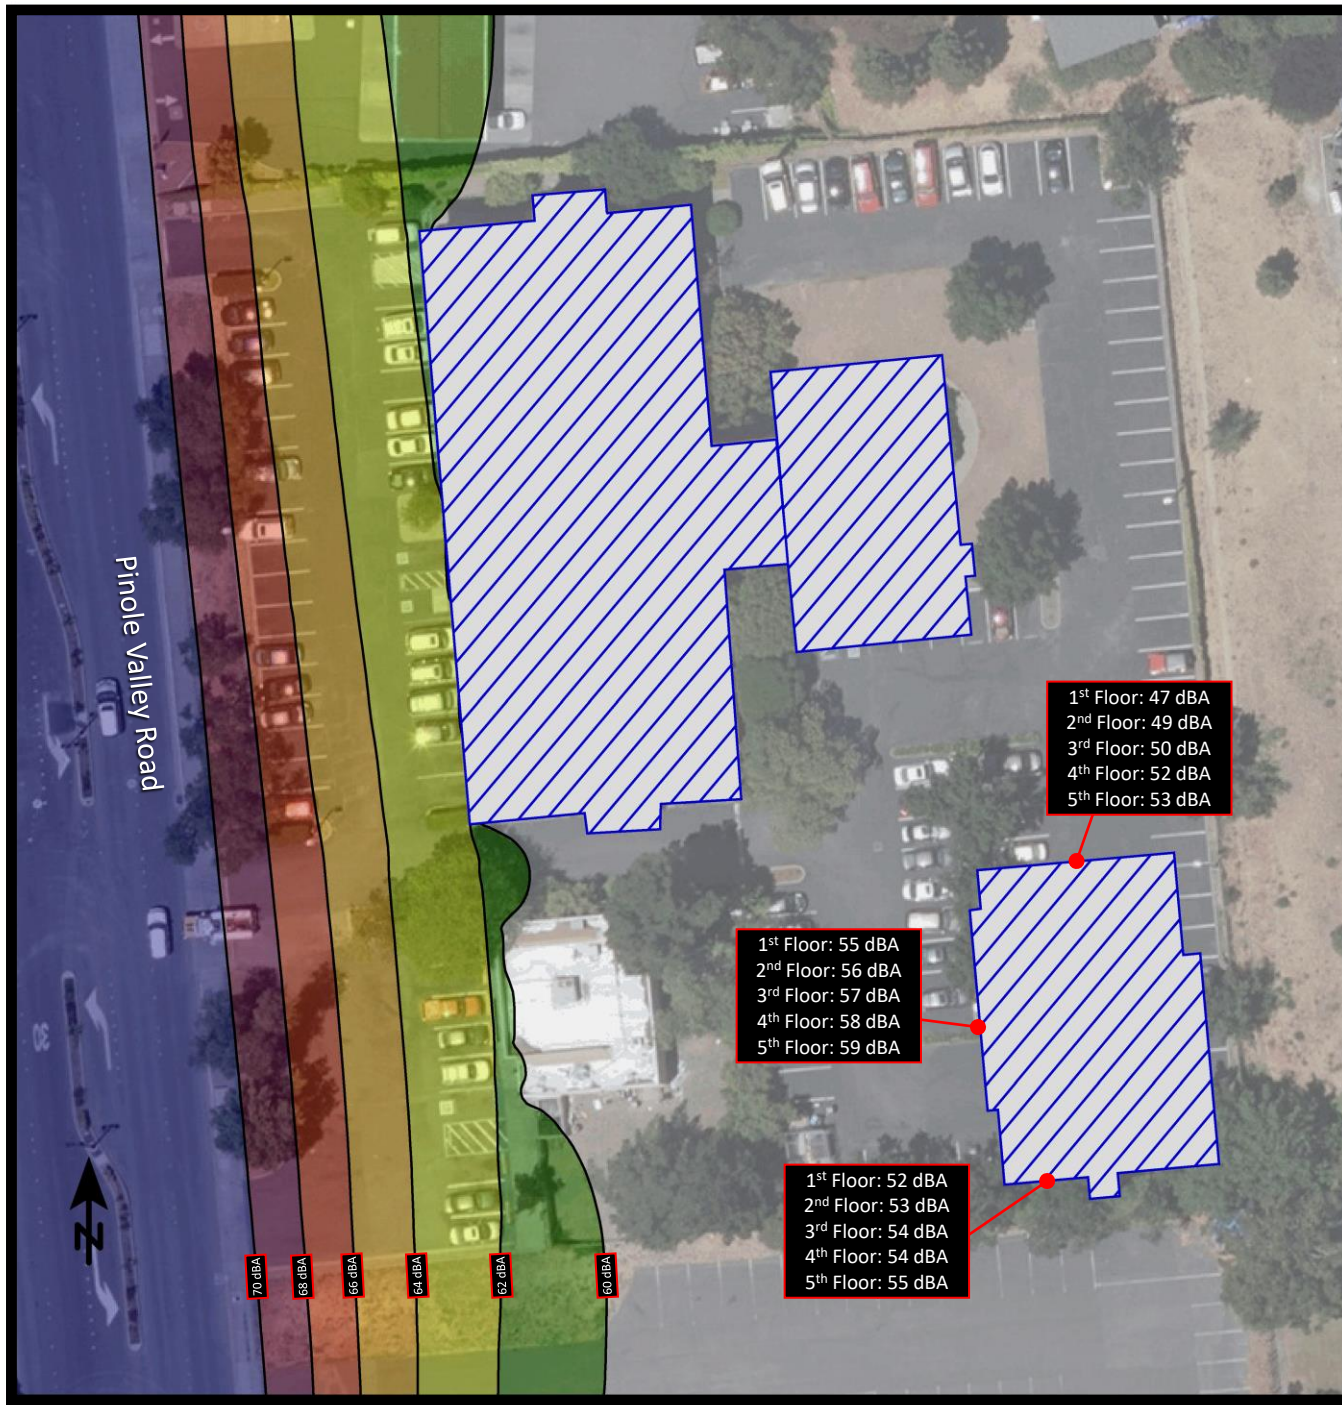 Pinole Valley Road
1st Floor: 47 dBA
2nd Floor: 49 dBA
3rd Floor: 50 dBA
4th Floor: 52 dBA
5th Floor: 53 dBA
1st Floor: 55 dBA
2nd Floor: 56 dBA
3rd Floor: 57 dBA
4th Floor: 58 dBA
5th Floor: 59 dBA
1st Floor: 52 dBA
2nd Floor: 53 dBA
3rd Floor: 54 dBA
4th Floor: 54 dBA
5th Floor: 55 dBA
N
70 dBA
68 dBA
66 dBA
64 dBA
62 dBA
60 dBA